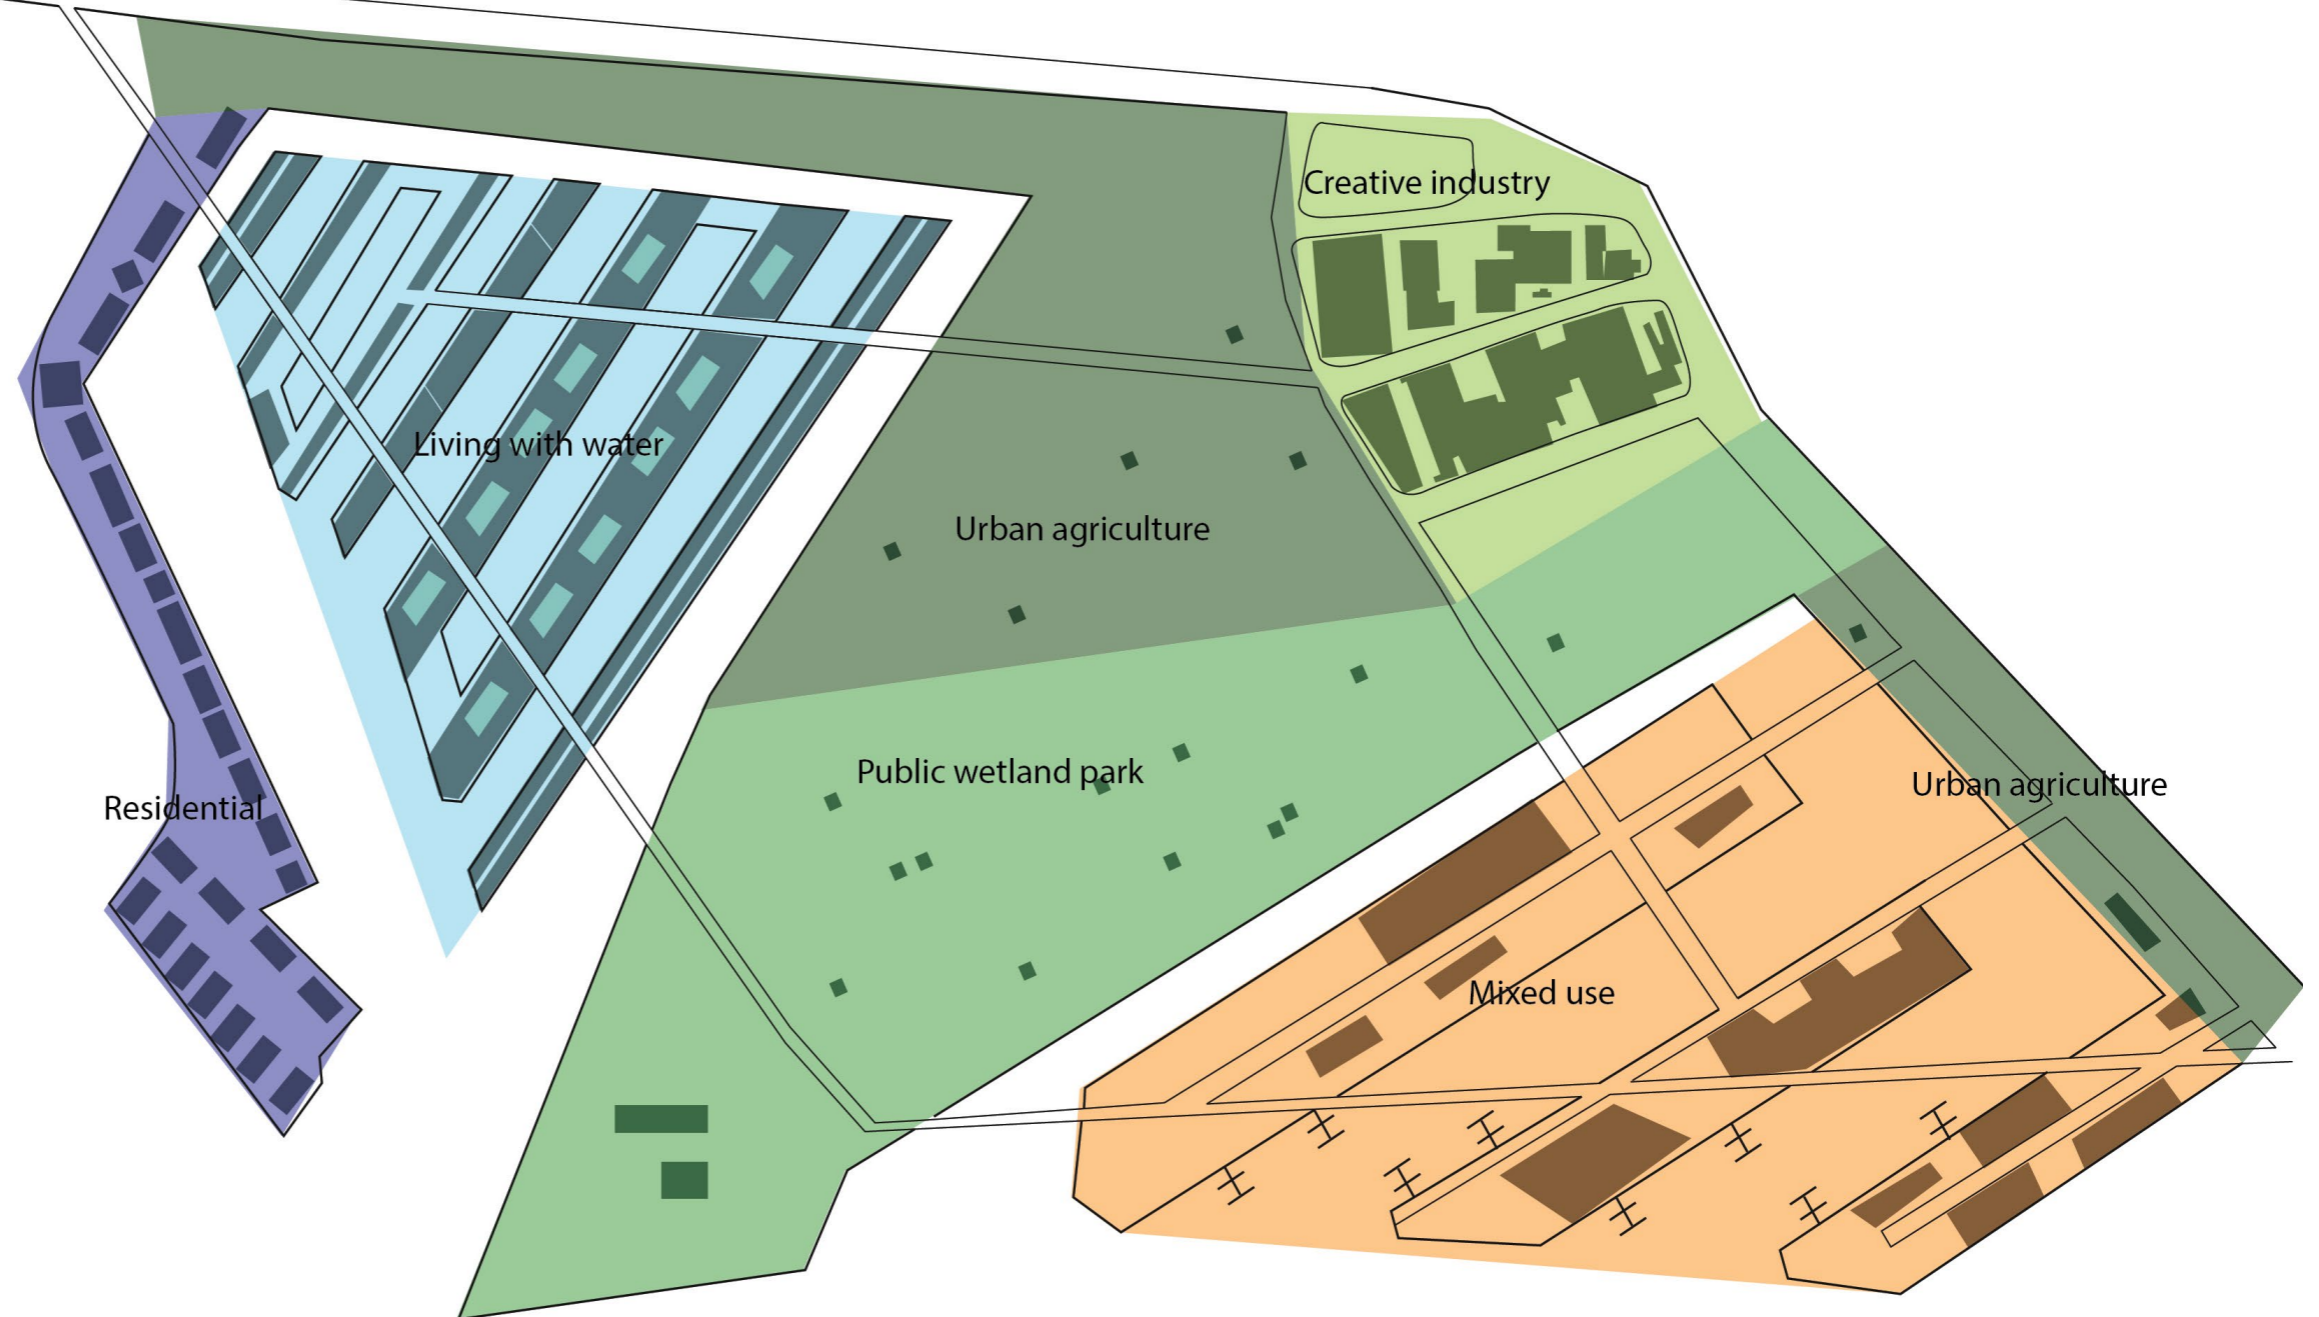 Creative industry
Living with water
Urban agriculture
Public wetland park
Urban agriculture
Residential
Mixed use